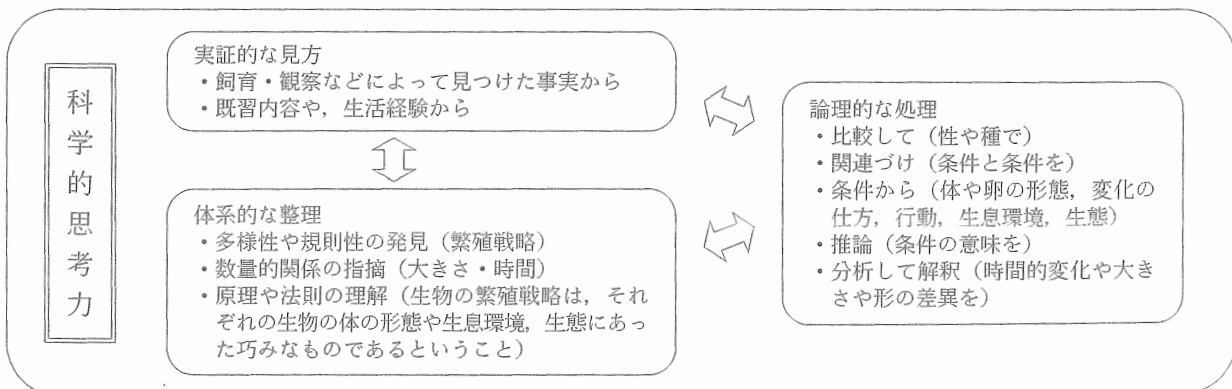 科学的思考力
実証的な見方
・飼育・観察などによって見つけた事実から
・既習内容や，生活経験から
体系的な整理
・多様性や規則性の発見（繁殖戦略）
・数量的関係の指摘（大きさ・時間）
・原理や法則の理解（生物の繁殖戦略は，それ
ぞれの生物の体の形態や生息環境，生態にあっ
た巧みなものであるということ）
論理的な処理
・比較して（性や種で）
・関連づけ（条件と条件を）
・条件から（体や卵の形態，変化の
仕方，行動，生息環境，生態）
・推論（条件の意味を）
・分析して解釈（時間的変化や大き
さや形の差異を）